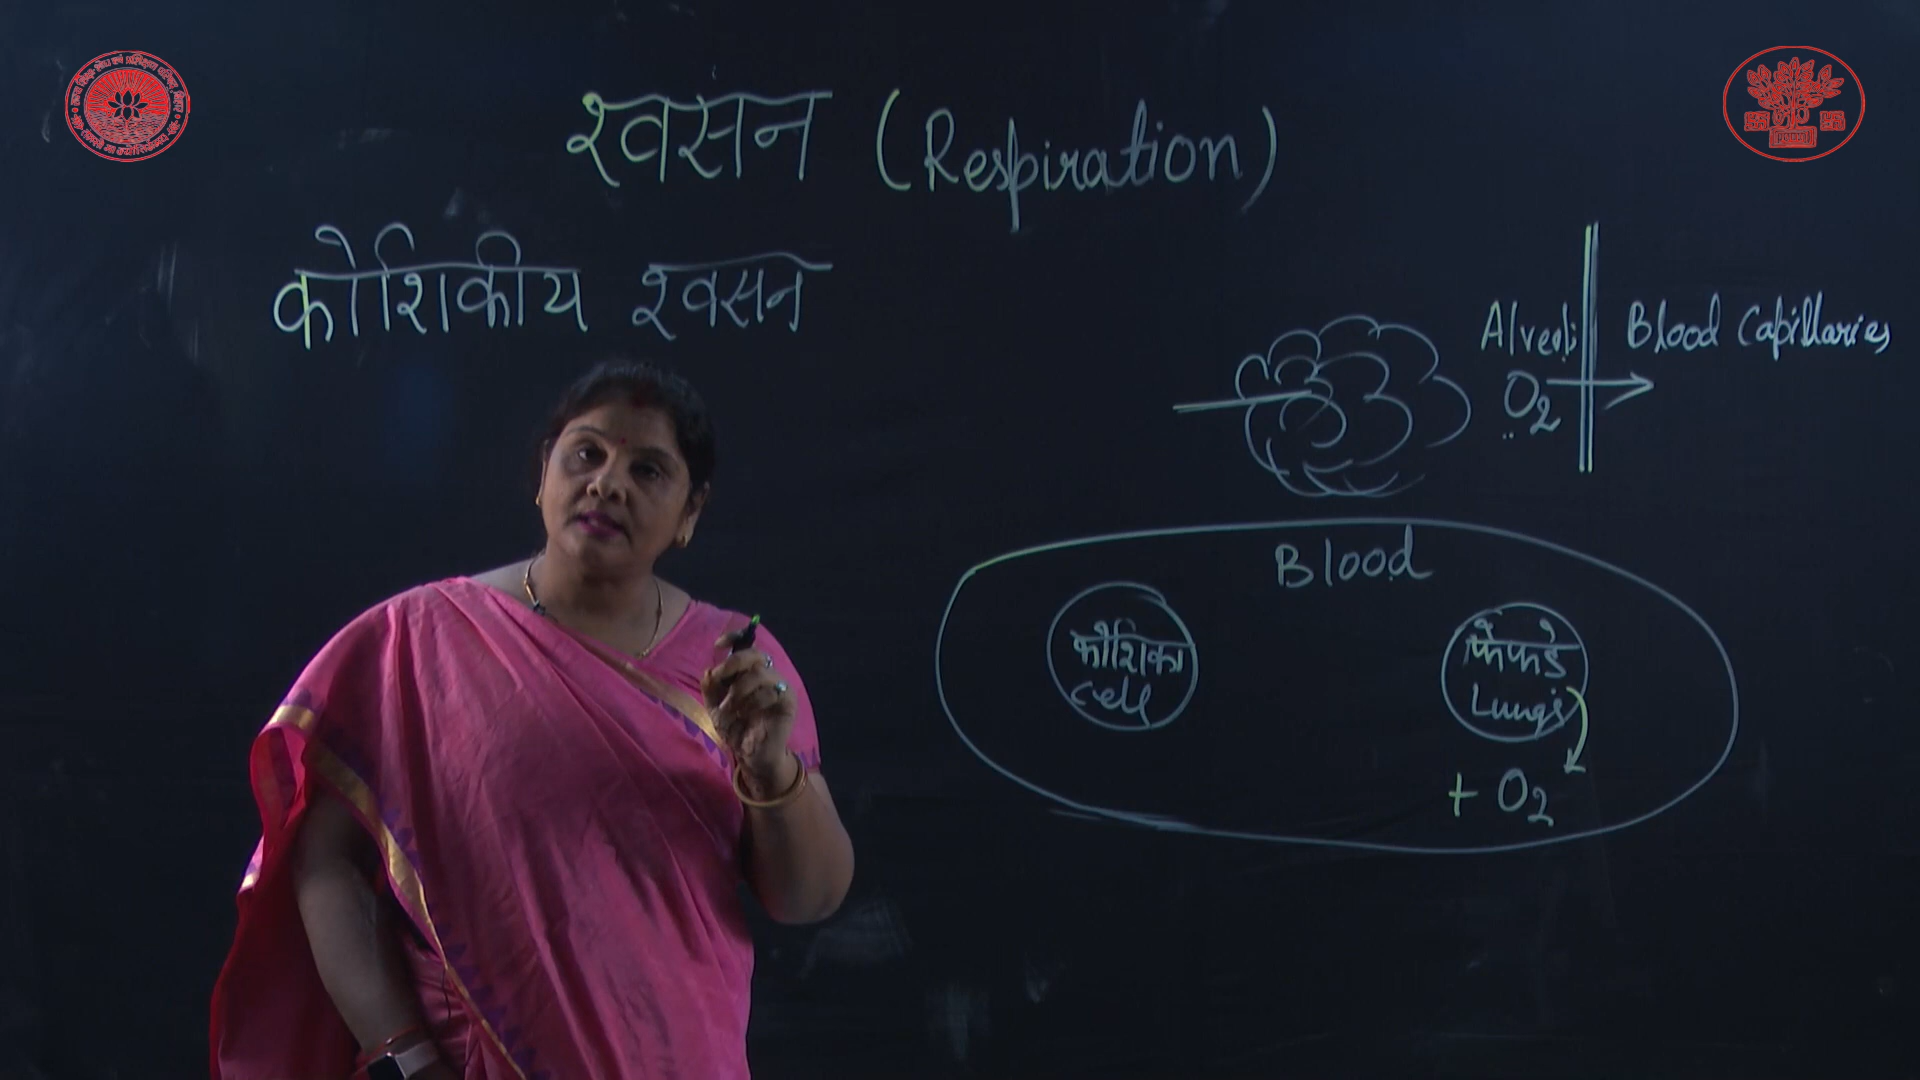 श्वसन (Respiration)
कोशिकीय श्वसन
Alveoli
Blood Capillaries
O2
Blood
कोशिका
cell
फेफडे
Lungs
+ O2